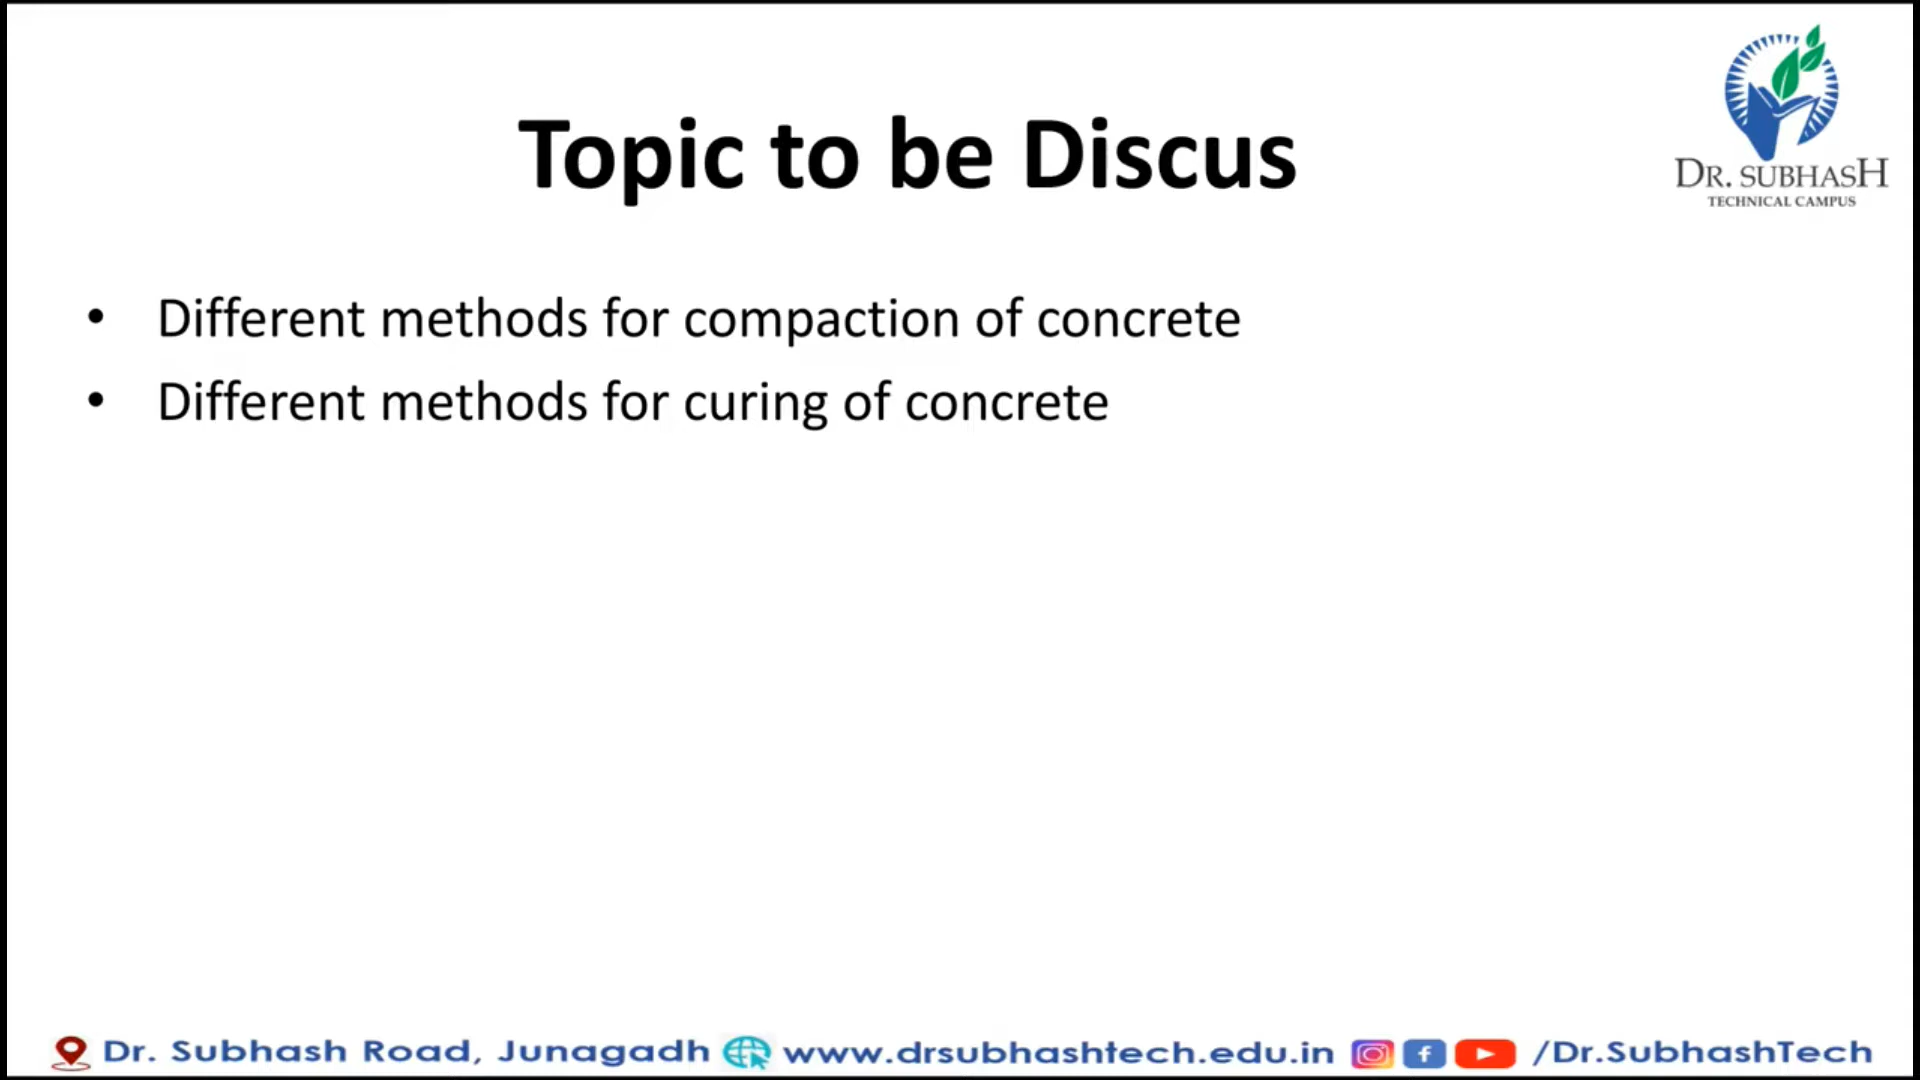 Topic to be Discus
DR. SUBHASH
TECHNICAL CAMPUS
• Different methods for compaction of concrete
• Different methods for curing of concrete
Dr. Subhash Road, Junagadh www.drsubhashtech.edu.in f /Dr.SubhashTech